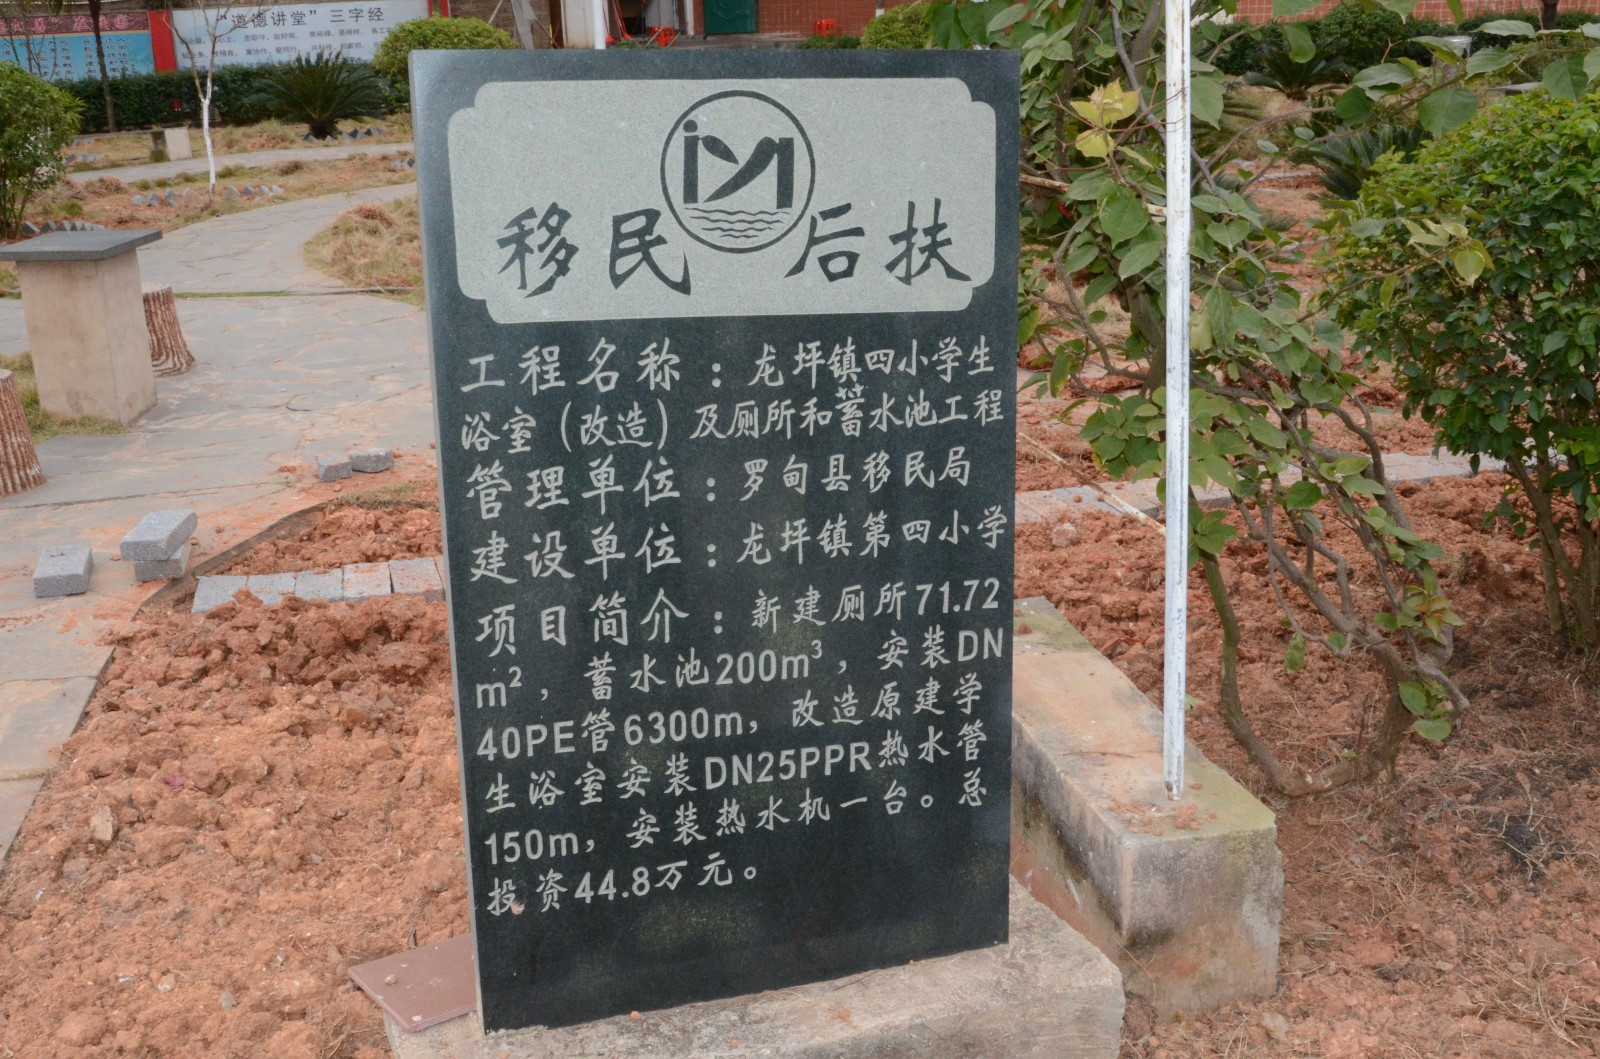 “道德讲堂”三字经
移民后扶
工程名称：龙坪镇四小学生
浴室（改造）及厕所和蓄水池工程
管理单位：罗甸县移民局
建设单位：龙坪镇第四小学
项目简介：新建厕所71.72
m²，蓄水池200m³，安装DN
40PE管6300m，改造原建学
生浴室安装DN25PPR热水管
150m，安装热水机一台。总
投资44.8万元。